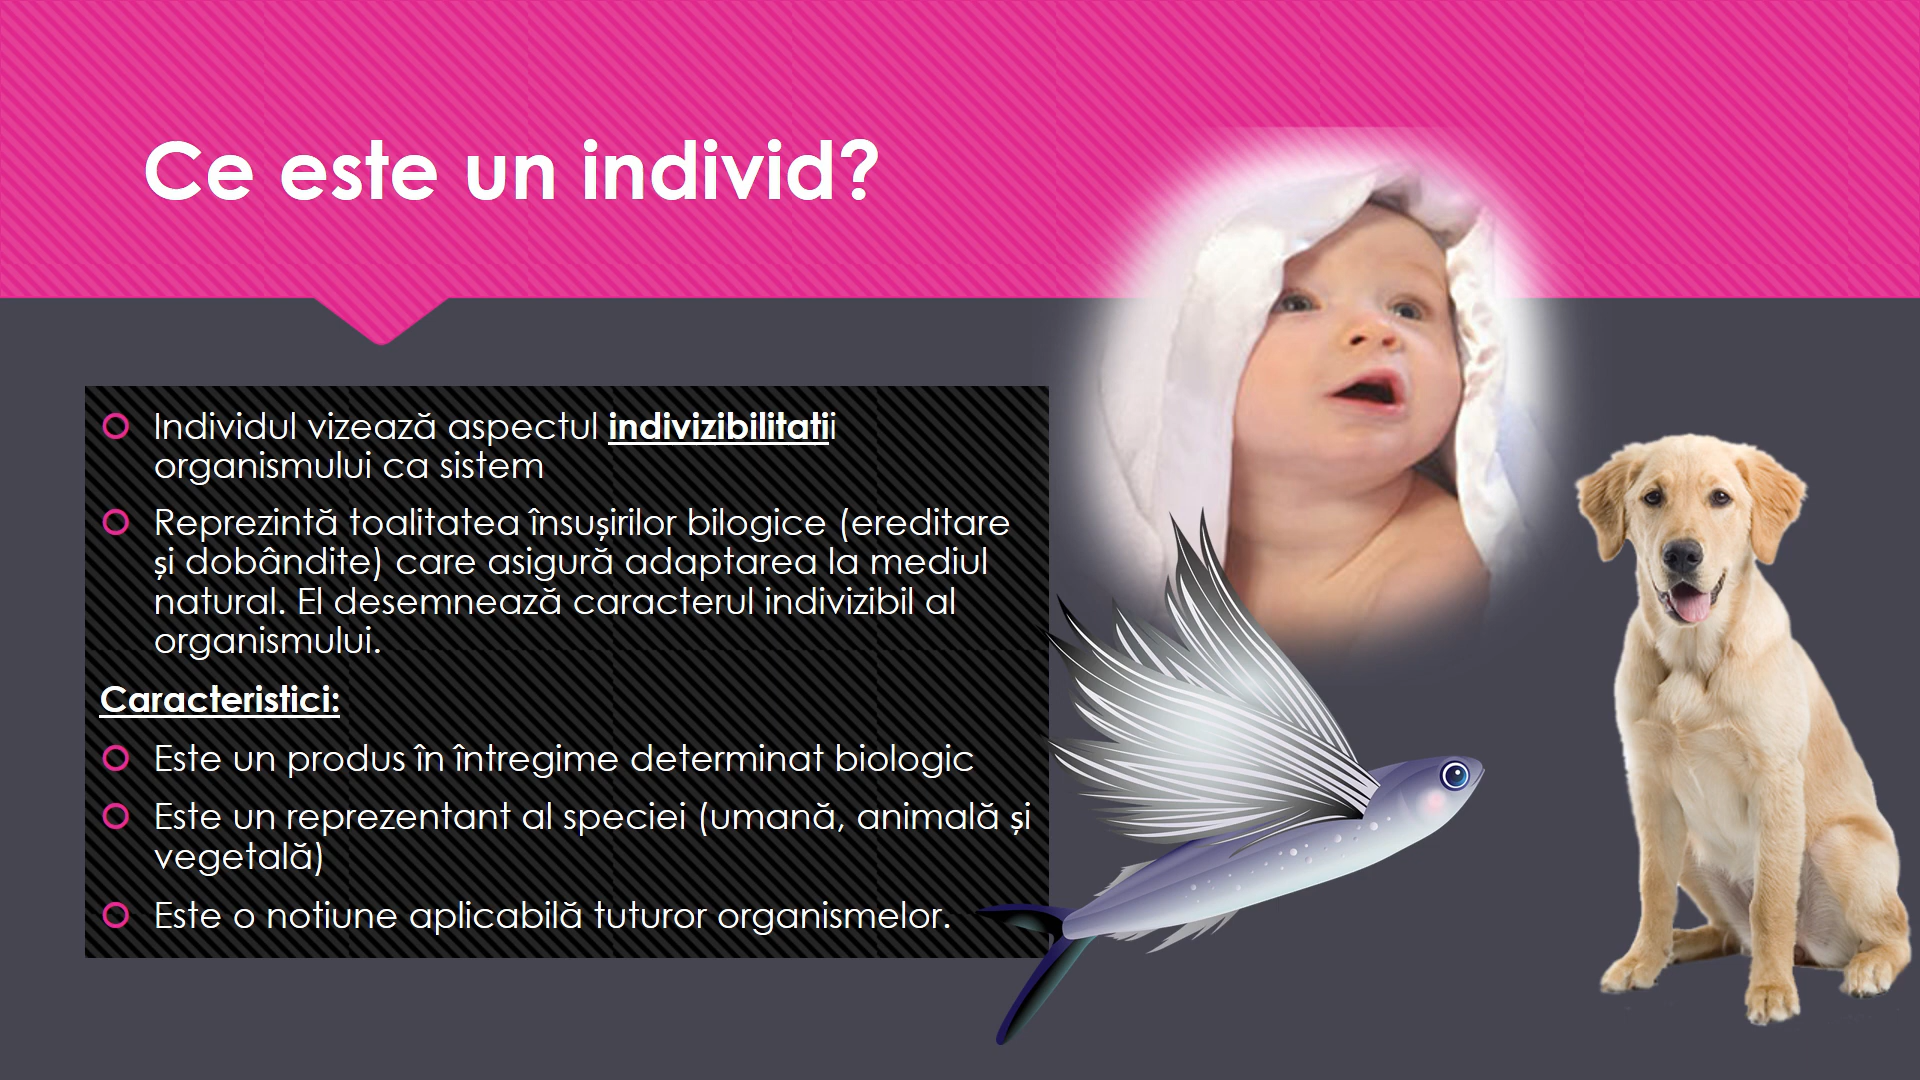 Ce este un individ?
Individul vizează aspectul indivizibilitatii
organismului ca sistem
Reprezintă toalitatea însușirilor bilogice (ereditare
și dobândite) care asigură adaptarea la mediul
natural. El desemnează caracterul indivizibil al
organismului.
Caracteristici:
Este un produs în întregime determinat biologic
Este un reprezentant al speciei (umană, animală și
vegetală)
Este o notiune aplicabilă tuturor organismelor.